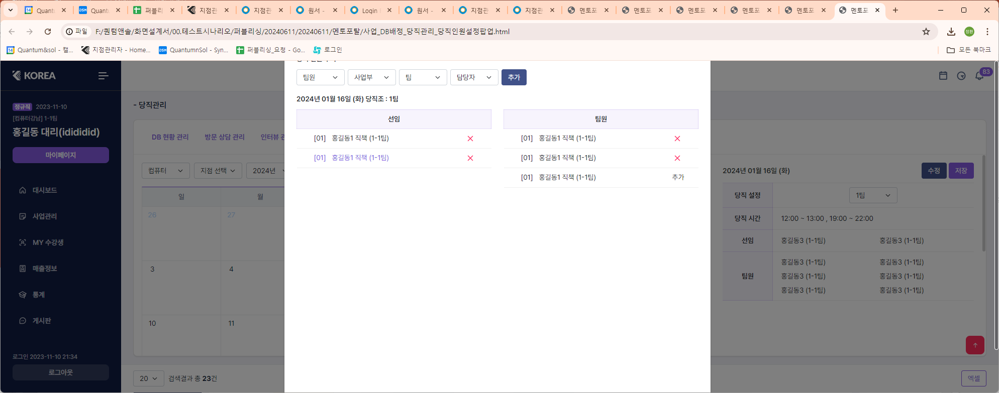 14 Quantu
DSM Quantu
퍼블리
지점관
지점관
원서 -
Login
원서 -
지점관
지점관
멘토포
멘토포
멘토포
멘토포
멘토포
멘토포
파일 F:/퀀텀앤솔/화면설계서/00.테스트시나리오/퍼블리싱/20240611/20240611/멘토포탈/사업_DB배정_당직관리_당직인원설정팝업.html
정환
14 Quantum&sol - 캘...
지점관리자 - Home...
DSM QuantumnSol - Syn...
퍼블리싱_요청 - Go...
로그인
모든 북마크
KOREA
83
정규직 2023-11-10
[컴퓨터강남] 1-1팀
홍길동 대리(idididid)
마이페이지
대시보드
사업관리
MY 수강생
매출정보
통계
게시판
로그인 2023-11-10 21:34
로그아웃
- 당직관리
DB 현황 관리 방문 상담 관리 인터뷰 관
컴퓨터 지점 선택 2024년
일 월
26 27
3 4
10 11
20 검색결과 총 23건
팀원 사업부 팀 담당자 추가
2024년 01월 16일 (화) 당직조 : 1팀
선임
[01] 홍길동1 직책 (1-1팀)
[01] 홍길동1 직책 (1-1팀)
팀원
[01] 홍길동1 직책 (1-1팀)
[01] 홍길동1 직책 (1-1팀)
[01] 홍길동1 직책 (1-1팀) 추가
2024년 01월 16일 (화) 수정 저장
당직 설정 1팀
당직 시간 12:00 ~ 13:00 , 19:00 ~ 22:00
선임 홍길동3 (1-1팀) 홍길동3 (1-1팀)
홍길동3 (1-1팀) 홍길동3 (1-1팀)
팀원 홍길동3 (1-1팀) 홍길동3 (1-1팀)
홍길동3 (1-1팀) 홍길동3 (1-1팀)
엑셀